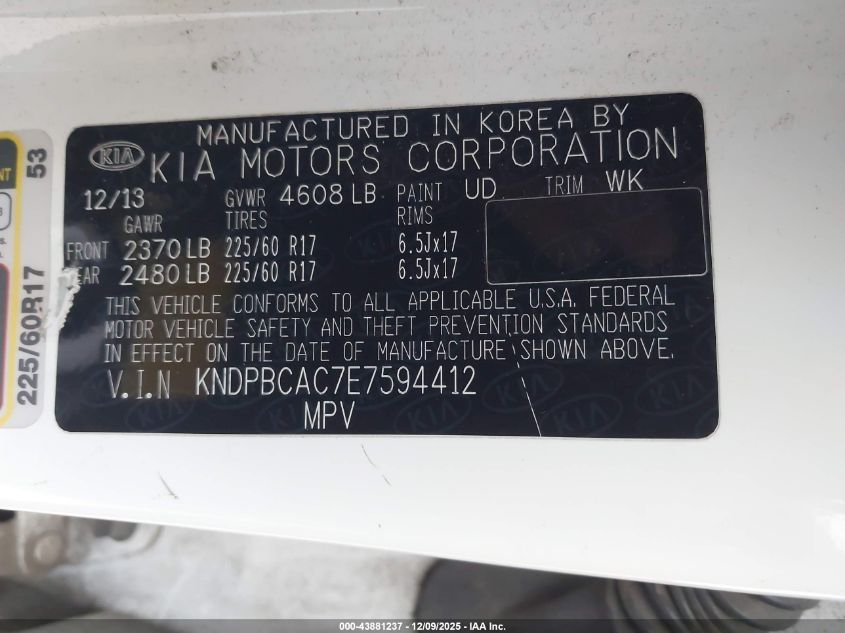 MANUFACTURED IN KOREA BY
KIA KIA MOTORS CORPORATION
12/13 GVWR 4608 LB PAINT UD TRIM WK
GAWR TIRES RIMS
FRONT 2370 LB 225/60 R17 6.5Jx17
EAR 2480 LB 225/60 R17 6.5Jx17
THIS VEHICLE CONFORMS TO ALL APPLICABLE U.S.A. FEDERAL
MOTOR VEHICLE SAFETY AND THEFT PREVENTION STANDARDS
IN EFFECT ON THE DATE OF MANUFACTURE SHOWN ABOVE.
V.I.N KNDPBCAC7E7594412
MPV
53
225/60R17
000-43881237 - 12/09/2025 - IAA Inc.